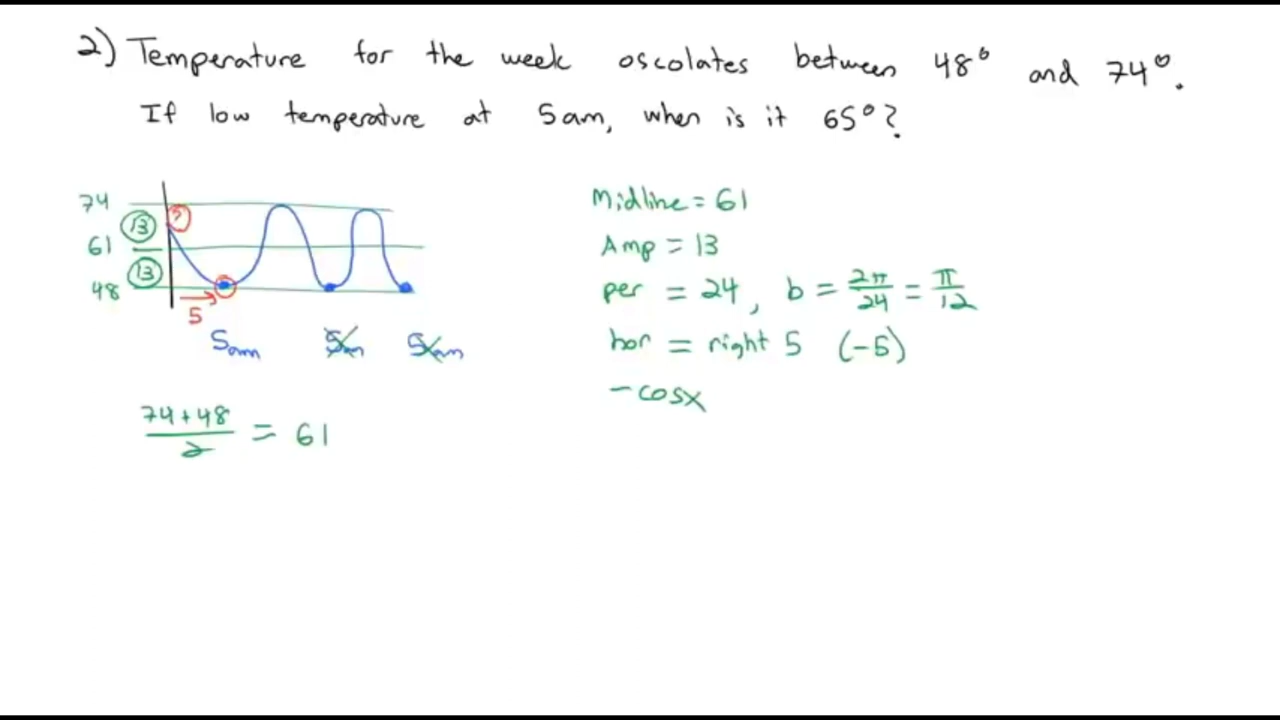 2) Temperature for the week oscolates between 48° and 74°.
If low temperature at 5am, when is it 65°?
74
13
61
13
48
5
5am 5am 5am
74+48
2
= 61
Midline = 61
Amp = 13
per = 24, b = 2π/24 = π/12
hor = right 5 (-5)
-cosx